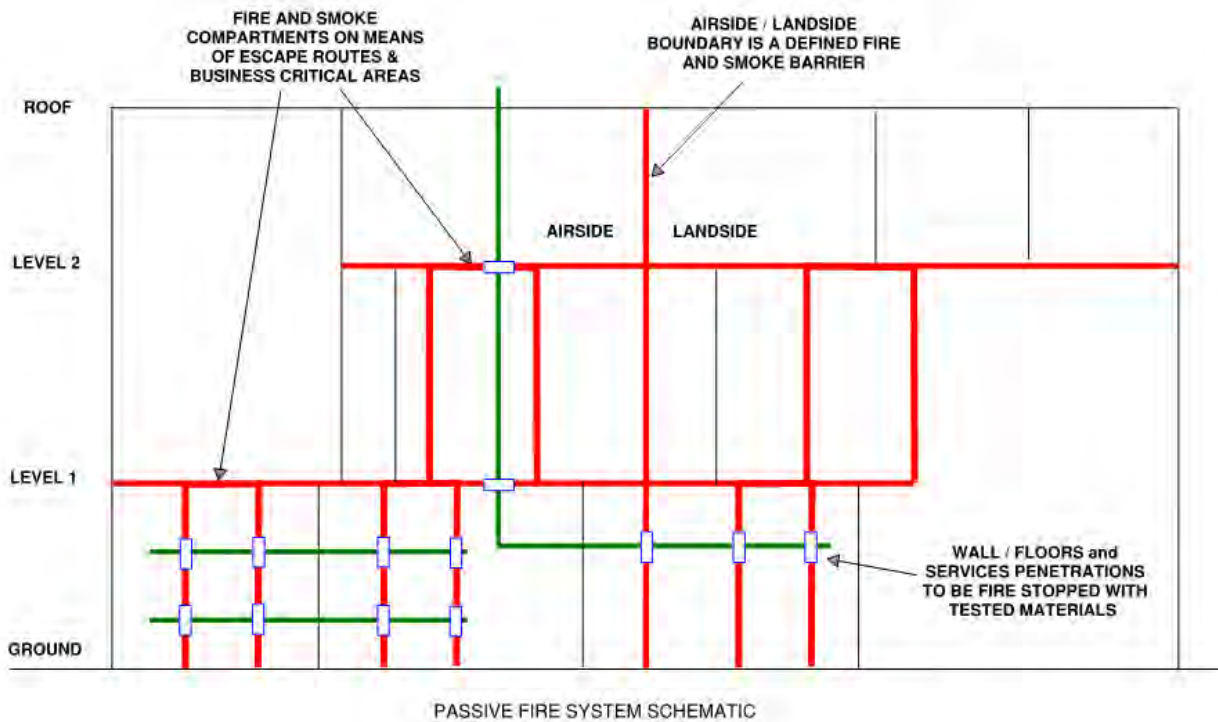 FIRE AND SMOKE
COMPARTMENTS ON MEANS
OF ESCAPE ROUTES &
BUSINESS CRITICAL AREAS
AIRSIDE / LANDSIDE
BOUNDARY IS A DEFINED FIRE
AND SMOKE BARRIER
ROOF
AIRSIDE
LANDSIDE
LEVEL 2
LEVEL 1
WALL / FLOORS and
SERVICES PENETRATIONS
TO BE FIRE STOPPED WITH
TESTED MATERIALS
GROUND
PASSIVE FIRE SYSTEM SCHEMATIC